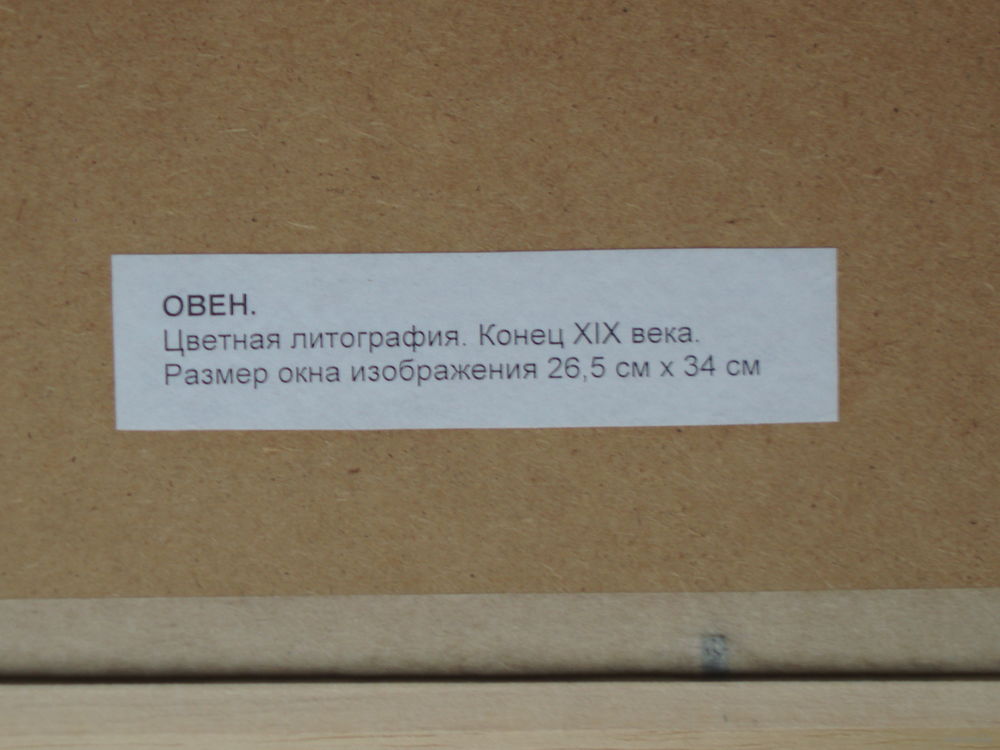 ОВЕН.
Цветная литография. Конец XIX века.
Размер окна изображения 26,5 см х 34 см